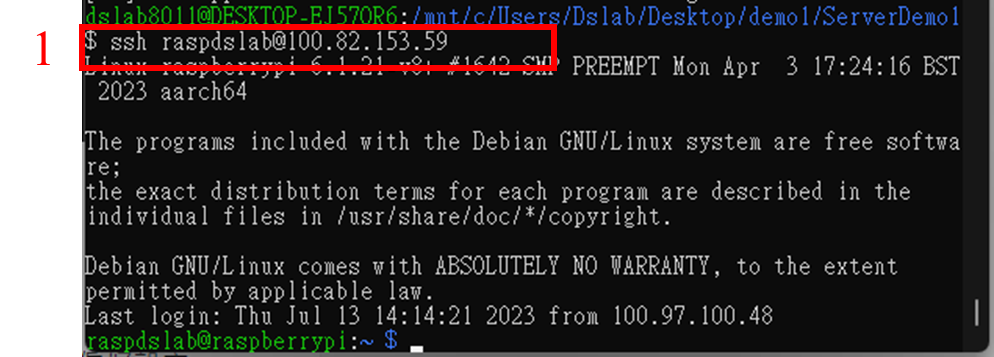 dslab8011@DESKTOP-EJ57OR6:/mnt/c/Users/Dslab/Desktop/demo1/ServerDemo1
1
$ ssh raspdslab@100.82.153.59
Linux raspberrypi 6.1.21-v8+ #1642 SMP PREEMPT Mon Apr  3 17:24:16 BST
2023 aarch64
The programs included with the Debian GNU/Linux system are free softwa
re;
the exact distribution terms for each program are described in the
individual files in /usr/share/doc/*/copyright.
Debian GNU/Linux comes with ABSOLUTELY NO WARRANTY, to the extent
permitted by applicable law.
Last login: Thu Jul 13 14:14:21 2023 from 100.97.100.48
raspdslab@raspberrypi:~ $